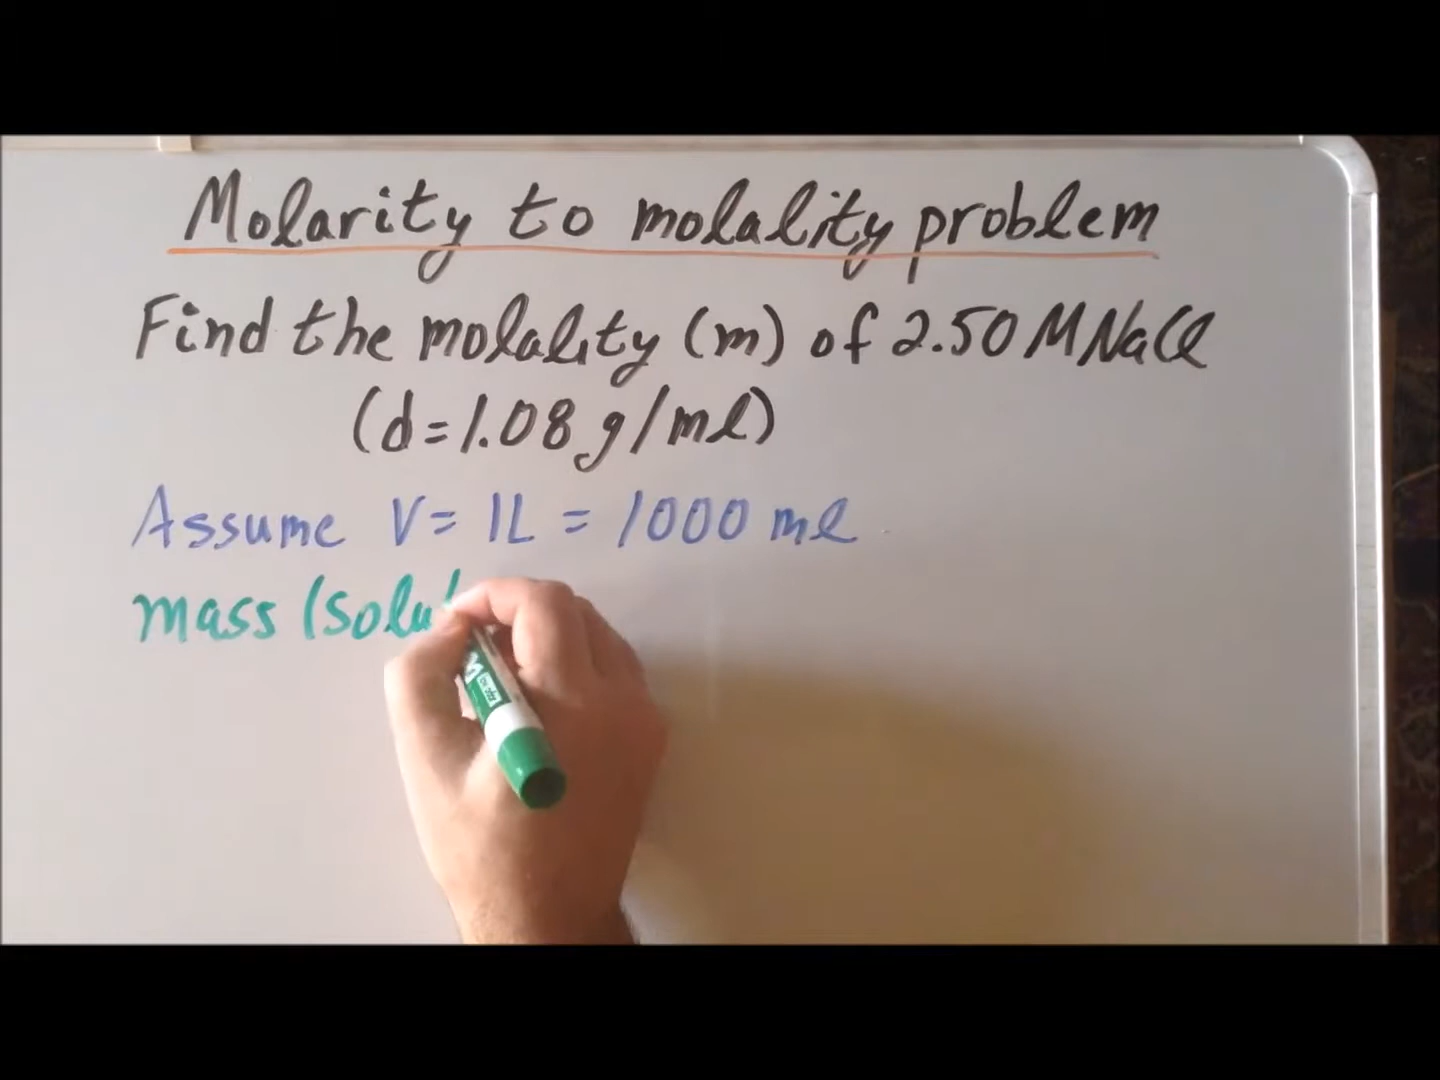 Molarity to molality problem
Find the molality (m) of 2.50 M NaCl
(d=1.08 g/ml)
Assume V= 1L = 1000 ml
mass (Solu